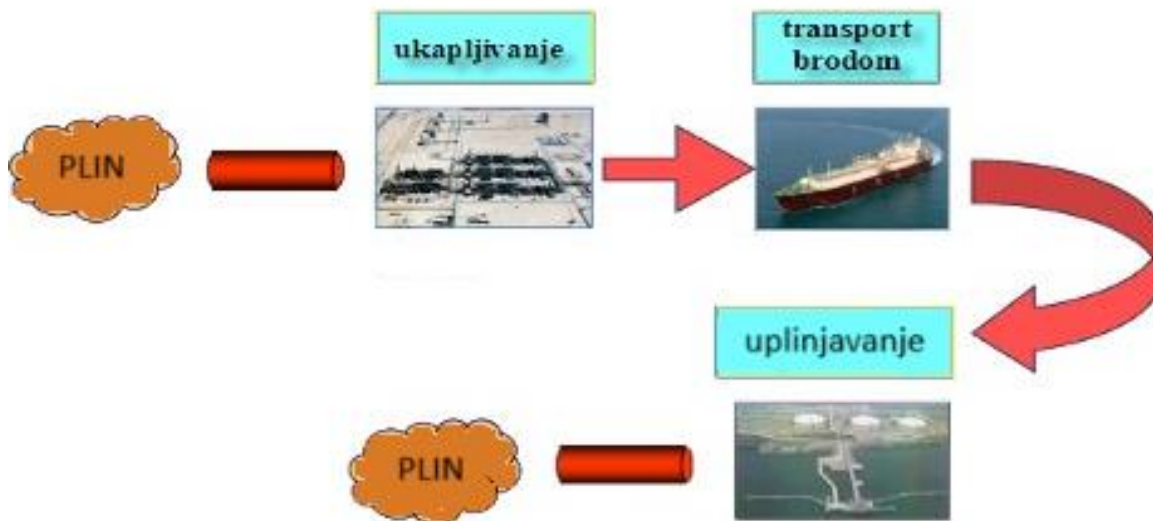 ukapljivanje
transport
brodom
PLIN
uplinjavanje
PLIN